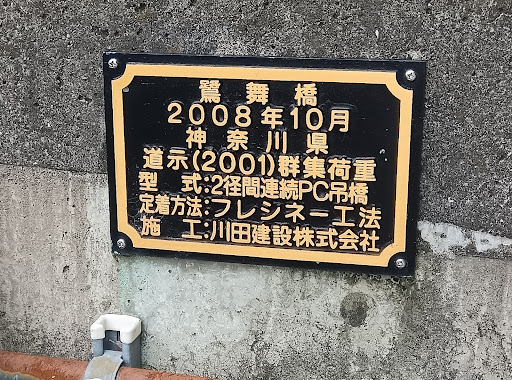 鷺舞橋
2008年10月
神奈川県
道示(2001)群集荷重
型式:2径間連続PC吊橋
定着方法:フレシネー工法
施工:川田建設株式会社